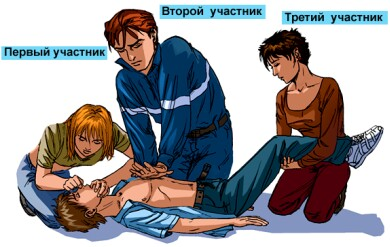 Первый участник
Второй участник
Третий участник